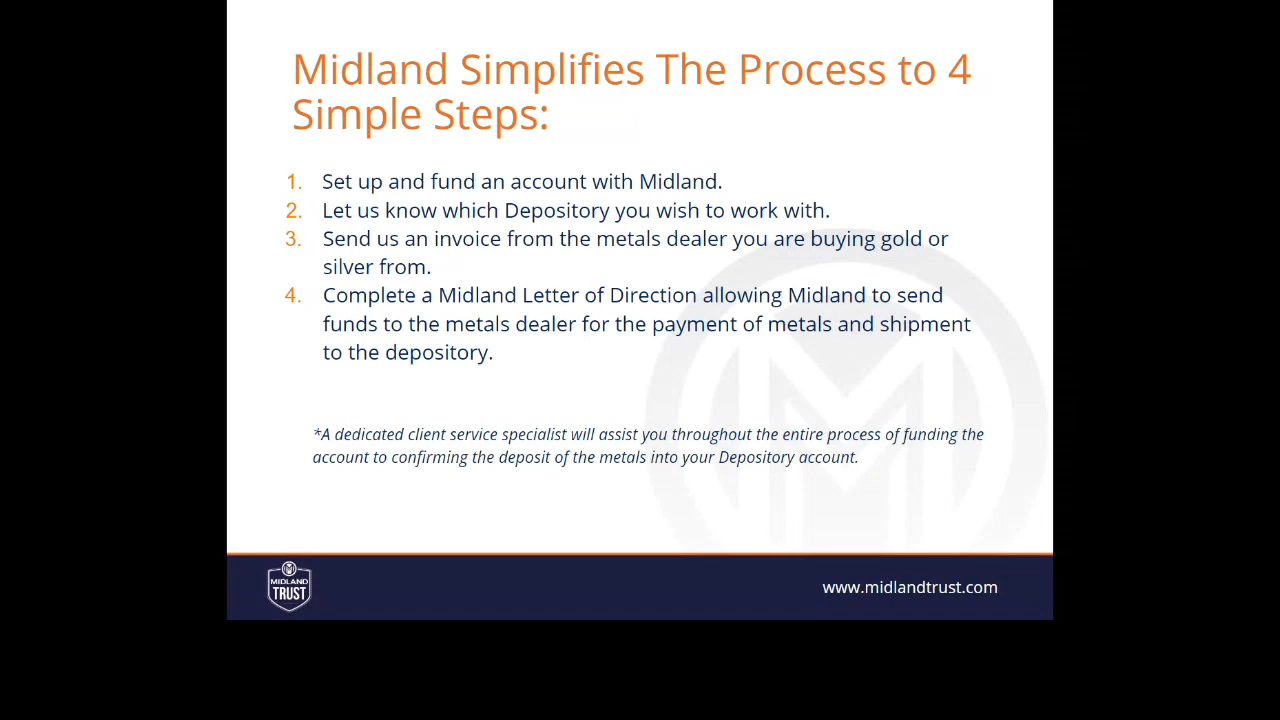 Midland Simplifies The Process to 4
Simple Steps:
1. Set up and fund an account with Midland.
2. Let us know which Depository you wish to work with.
3. Send us an invoice from the metals dealer you are buying gold or
silver from.
4. Complete a Midland Letter of Direction allowing Midland to send
funds to the metals dealer for the payment of metals and shipment
to the depository.
*A dedicated client service specialist will assist you throughout the entire process of funding the
account to confirming the deposit of the metals into your Depository account.
MIDLAND
TRUST
www.midlandtrust.com